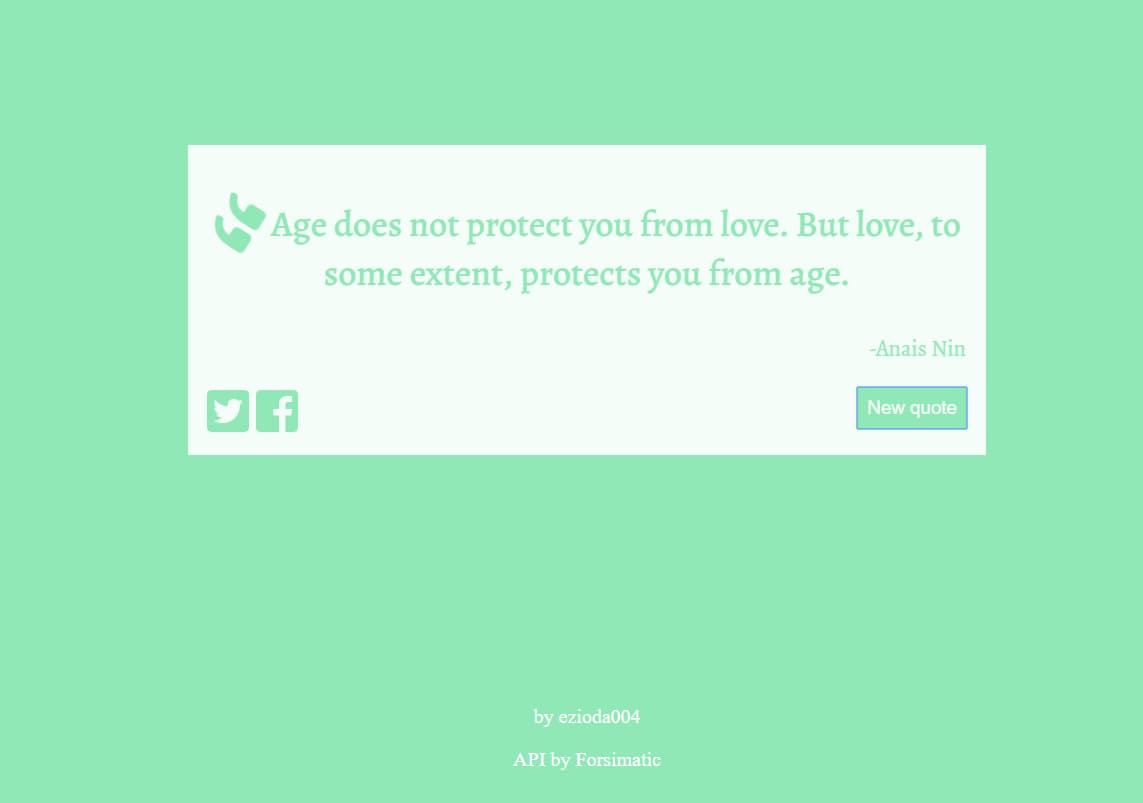 Age does not protect you from love. But love, to
some extent, protects you from age.
-Anais Nin
New quote
by ezioda004
API by Forsimatic